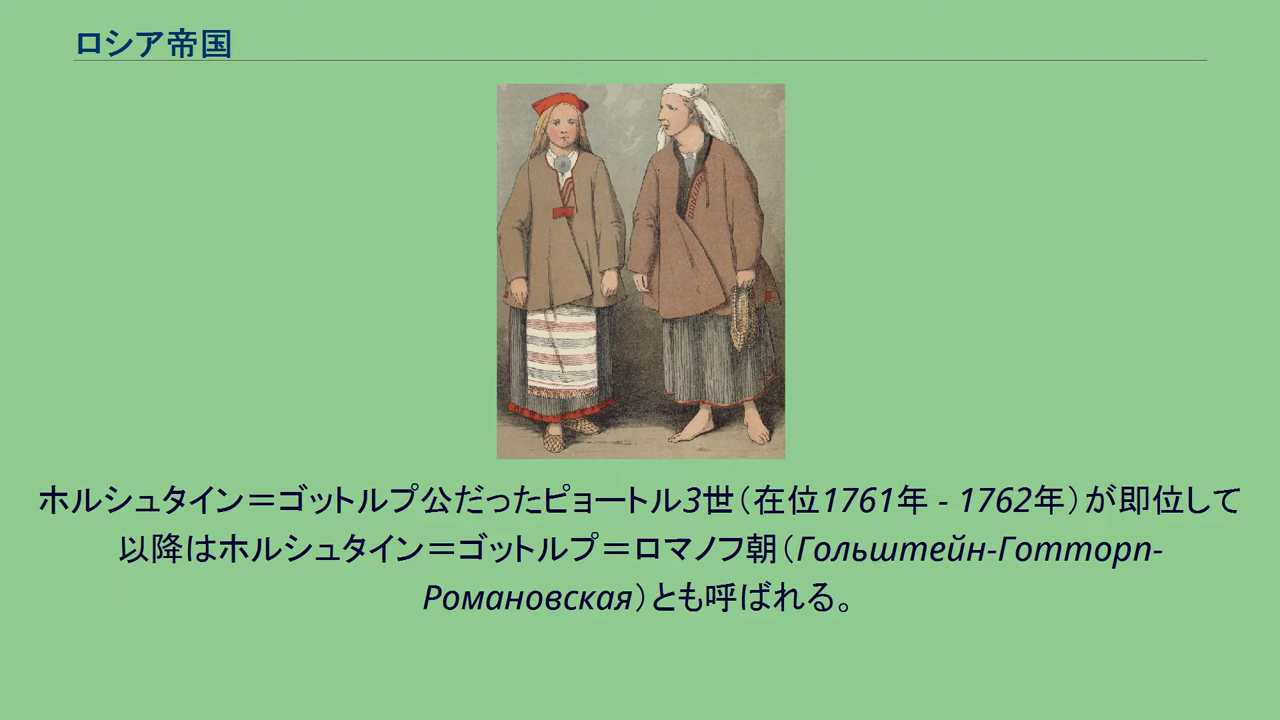 ロシア帝国
ホルシュタイン＝ゴットルプ公だったピョートル3世（在位1761年 - 1762年）が即位して
以降はホルシュタイン＝ゴットルプ＝ロマノフ朝（Гольштейн-Готторп-
Романовская）とも呼ばれる。